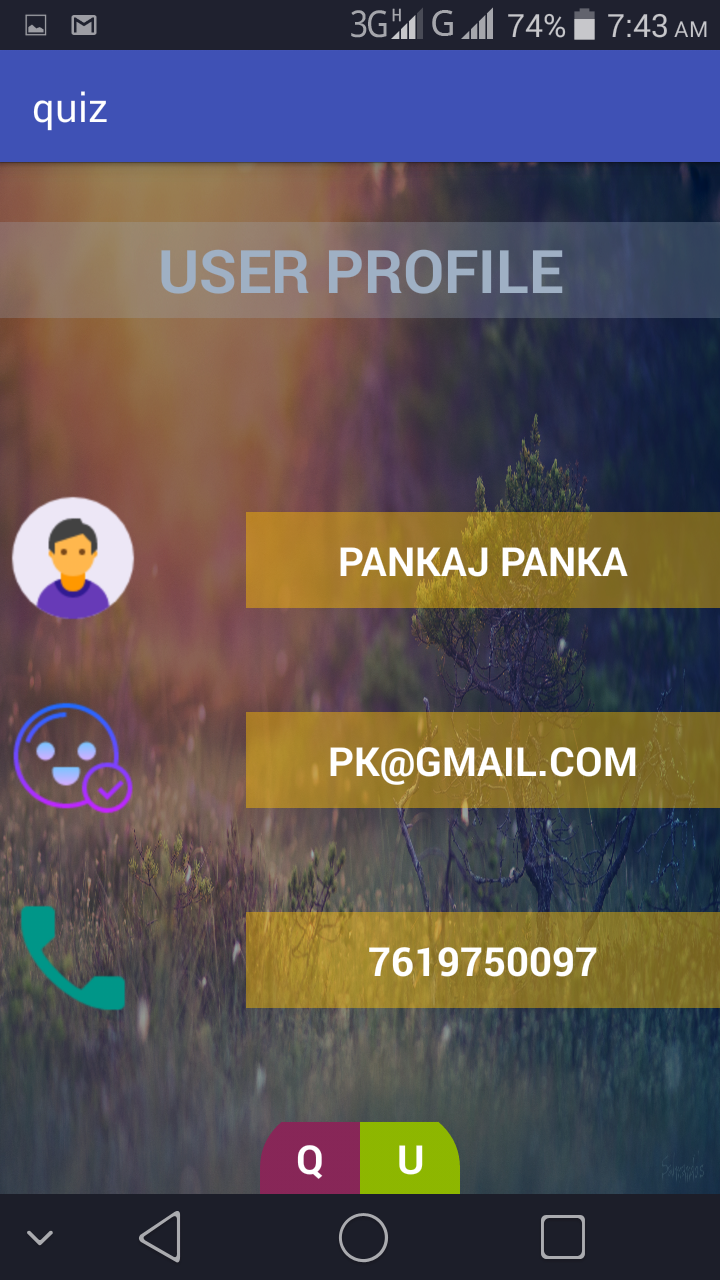 3G H G 74% 7:43 AM
quiz
USER PROFILE
PANKAJ PANKA
PK@GMAIL.COM
7619750097
Q U